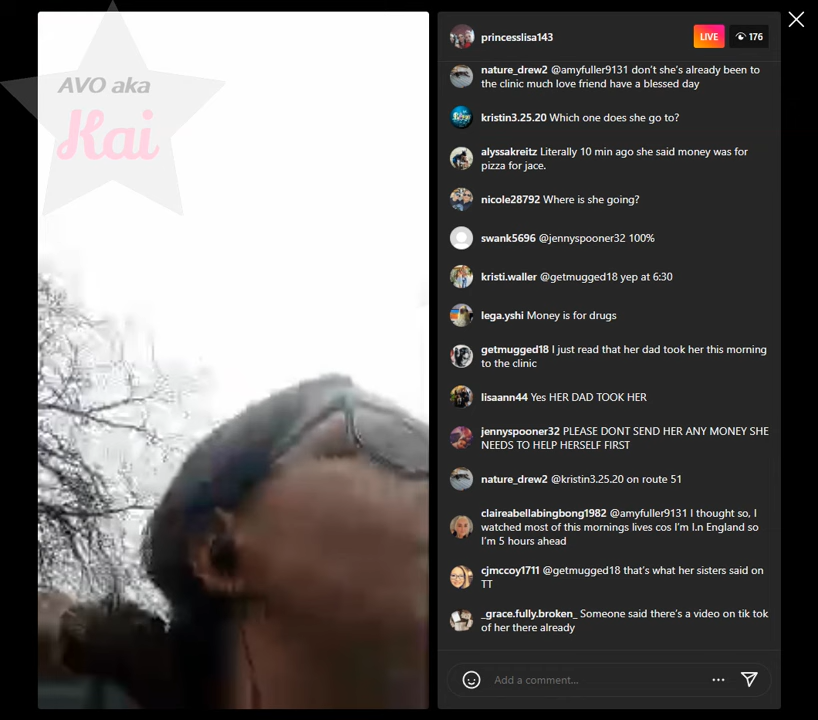 AVO aka
Kai
princesslisa143
LIVE
176
nature_drew2 @amyfuller9131 don't she's already been to
the clinic much love friend have a blessed day
kristin3.25.20 Which one does she go to?
alyssakreitz Literally 10 min ago she said money was for
pizza for jace.
nicole28792 Where is she going?
swank5696 @jennyspooner32 100%
kristi.waller @getmugged18 yep at 6:30
lega.yshi Money is for drugs
getmugged18 I just read that her dad took her this morning
to the clinic
lisaann44 Yes HER DAD TOOK HER
jennyspooner32 PLEASE DONT SEND HER ANY MONEY SHE
NEEDS TO HELP HERSELF FIRST
nature_drew2 @kristin3.25.20 on route 51
claireabellabingbong1982 @amyfuller9131 I thought so, I
watched most of this mornings lives cos I'm I.n England so
I'm 5 hours ahead
cjmccoy1711 @getmugged18 that's what her sisters said on
TT
_grace.fully.broken_ Someone said there's a video on tik tok
of her there already
Add a comment...